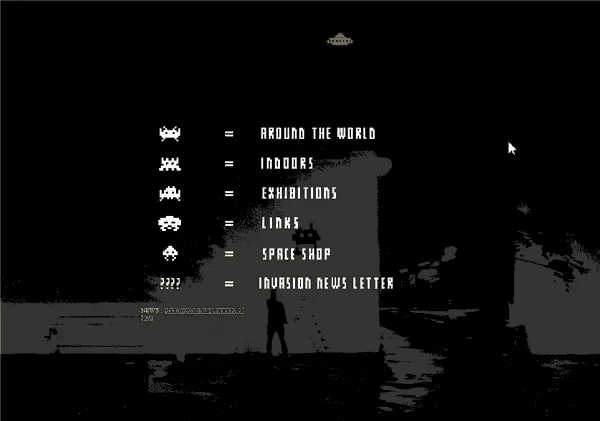 = AROUND THE WORLD
= INDOORS
= EXHIBITIONS
= LINKS
= SPACE SHOP
???? = INVASION NEWS LETTER
NEWS :
FAQ